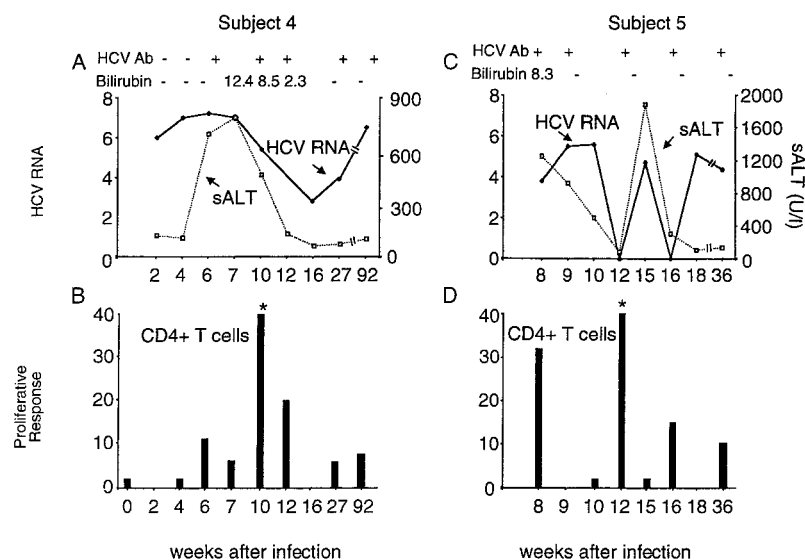 Subject 4
Subject 5
A
HCV Ab - - + + + + +
Bilirubin - - - 12.4 8.5 2.3 - -
C
HCV Ab + + + + +
Bilirubin 8.3 - - - -
8 6 4 2 0
HCV RNA
HCV RNA
sALT
900 600 300 0
2 4 6 7 10 12 16 27 92
8 6 4 2 0
HCV RNA
sALT
2000 1600 1200 800 400 0
sALT (U/l)
8 9 10 12 15 16 18 36
B
40 30 20 10 0
Proliferative
Response
CD4+ T cells
*
0 2 4 6 7 10 12 16 27 92
weeks after infection
D
40 30 20 10 0
CD4+ T cells
*
8 9 10 12 15 16 18 36
weeks after infection